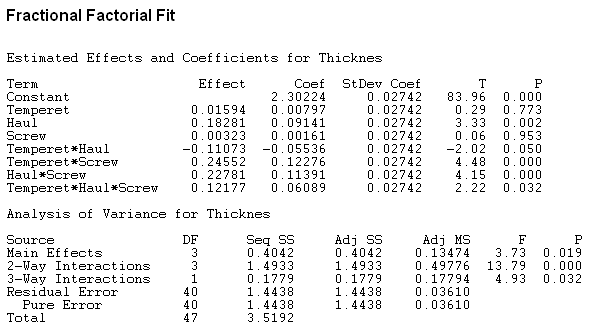 Fractional Factorial Fit
Estimated Effects and Coefficients for Thicknes
Term Effect Coef StDev Coef T P
Constant 2.30224 0.02742 83.96 0.000
Temperet 0.01594 0.00797 0.02742 0.29 0.773
Haul 0.18281 0.09141 0.02742 3.33 0.002
Screw 0.00323 0.00161 0.02742 0.06 0.953
Temperet*Haul -0.11073 -0.05536 0.02742 -2.02 0.050
Temperet*Screw 0.24552 0.12276 0.02742 4.48 0.000
Haul*Screw 0.22781 0.11391 0.02742 4.15 0.000
Temperet*Haul*Screw 0.12177 0.06089 0.02742 2.22 0.032
Analysis of Variance for Thicknes
Source DF Seq SS Adj SS Adj MS F P
Main Effects 3 0.4042 0.4042 0.13474 3.73 0.019
2-Way Interactions 3 1.4933 1.4933 0.49776 13.79 0.000
3-Way Interactions 1 0.1779 0.1779 0.17794 4.93 0.032
Residual Error 40 1.4438 1.4438 0.03610
Pure Error 40 1.4438 1.4438 0.03610
Total 47 3.5192